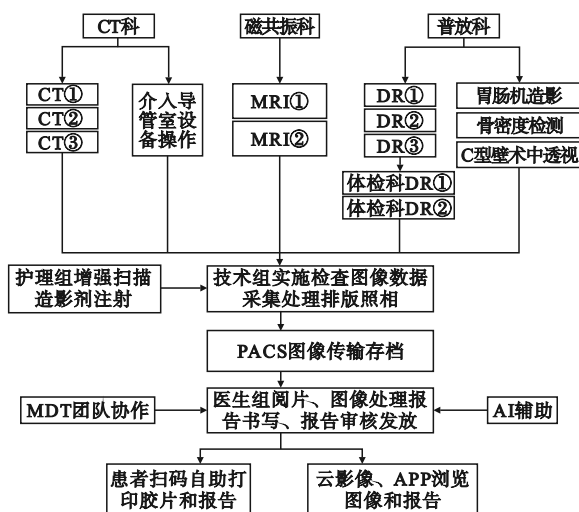 CT科
磁共振科
普放科
CT①
CT②
CT③
介入导
管室设
备操作
MRI①
MRI②
DR①
DR②
DR③
体检科DR①
体检科DR②
胃肠机造影
骨密度检测
C型壁术中透视
护理组增强扫描
造影剂注射
技术组实施检查图像数据
采集处理排版照相
PACS图像传输存档
MDT团队协作
医生组阅片、图像处理报
告书写、报告审核发放
AI辅助
患者扫码自助打
印胶片和报告
云影像、APP浏览
图像和报告